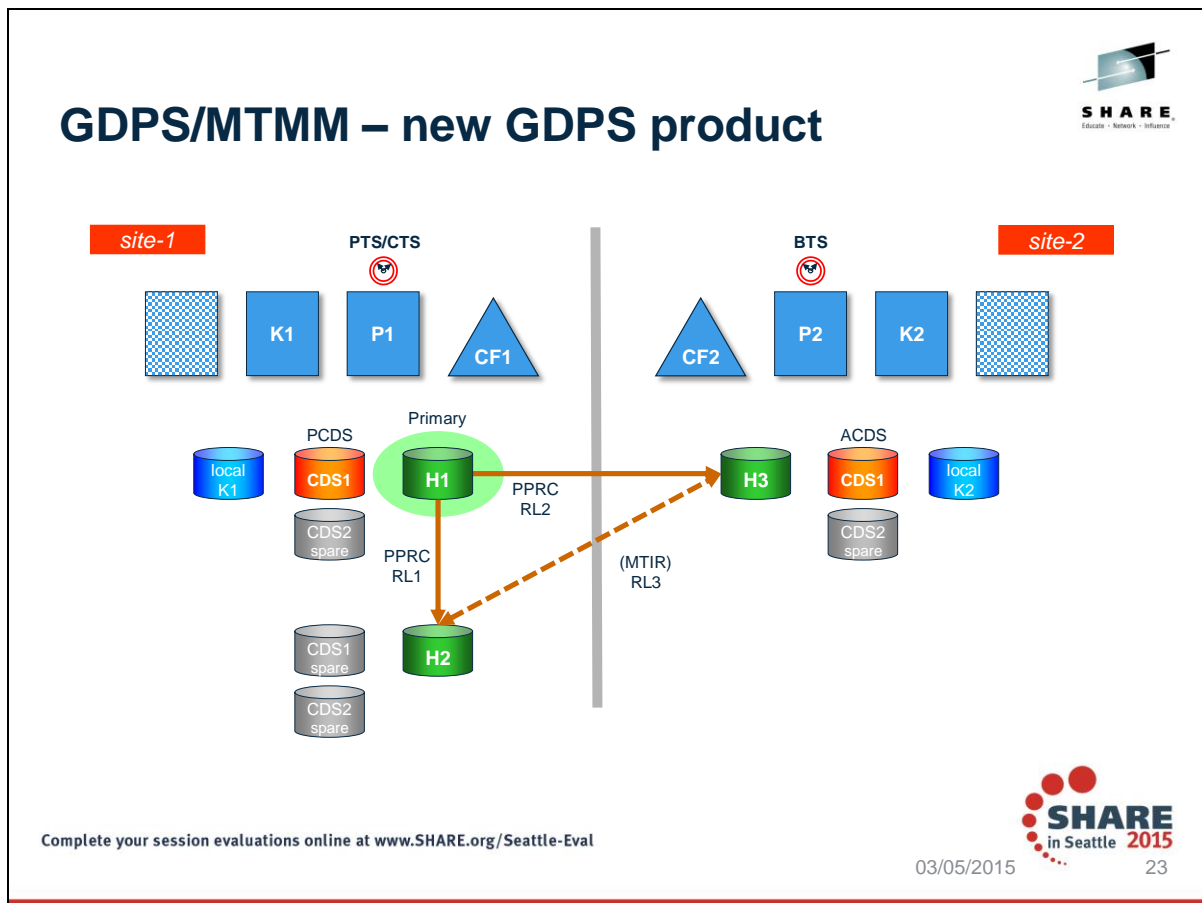 SHARE
Educate · Network · Influence
GDPS/MTMM – new GDPS product
site-1
PTS/CTS
BTS
site-2
K1
P1
CF1
CF2
P2
K2
Primary
PCDS
ACDS
local
K1
CDS1
H1
H3
CDS1
local
K2
PPRC
RL2
CDS2
spare
CDS2
spare
PPRC
RL1
(MTIR)
RL3
CDS1
spare
H2
CDS2
spare
Complete your session evaluations online at www.SHARE.org/Seattle-Eval
SHARE
in Seattle 2015
03/05/2015
23